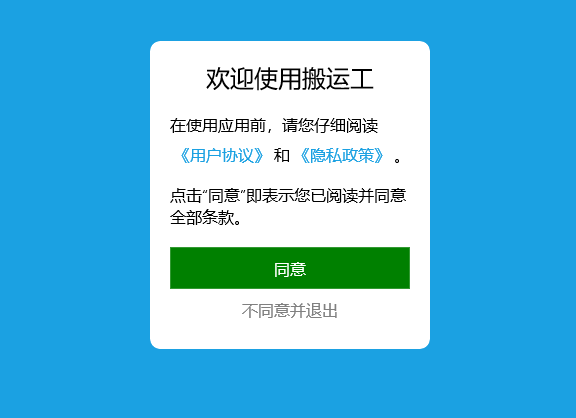 欢迎使用搬运工
在使用应用前，请您仔细阅读
《用户协议》 和 《隐私政策》 。
点击“同意”即表示您已阅读并同意
全部条款。
同意
不同意并退出